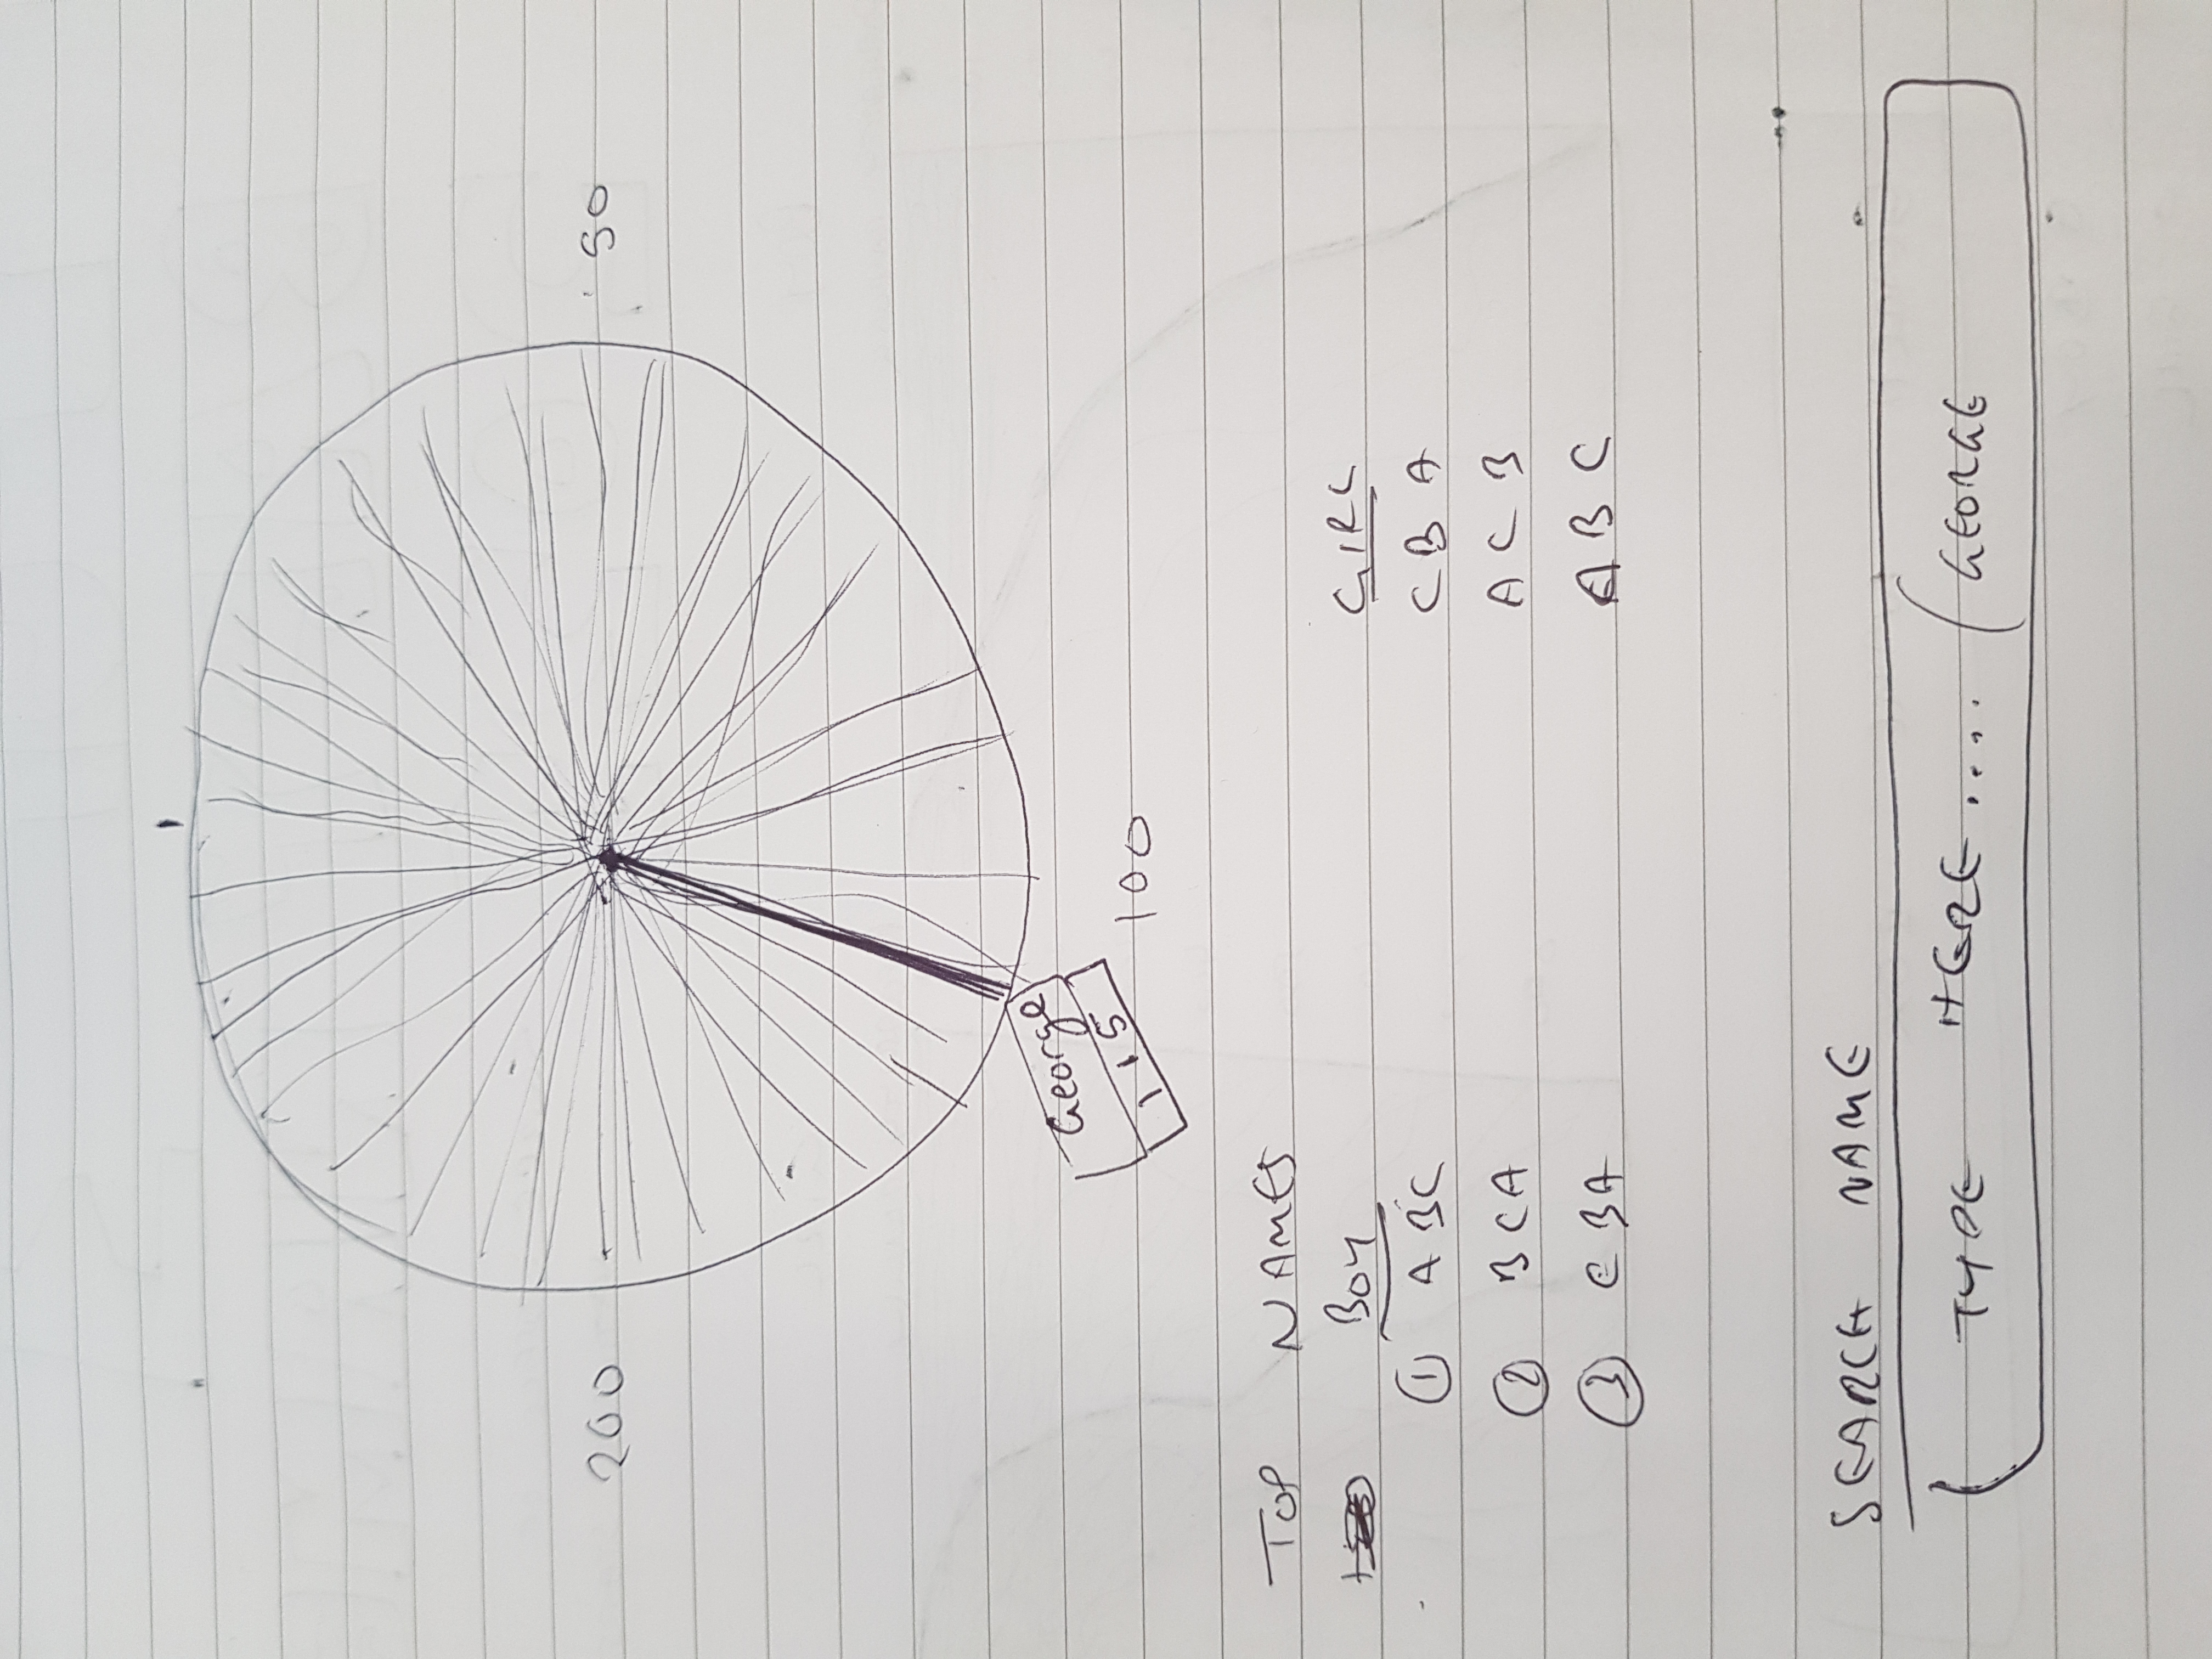 1
200
50
George
115
100
TOP NAMES
BOY GIRL
1 ABC CBA
2 BCA ACB
3 CBA ABC
SEARCH NAME
TYPE HERE.... GEORGE